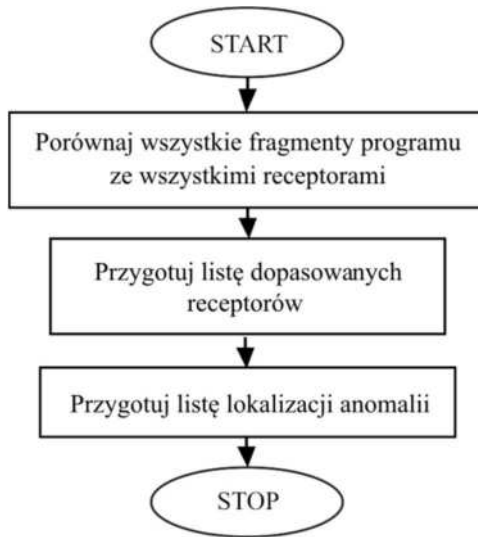 START
Porównaj wszystkie fragmenty programu
ze wszystkimi receptorami
Przygotuj listę dopasowanych
receptorów
Przygotuj listę lokalizacji anomalii
STOP